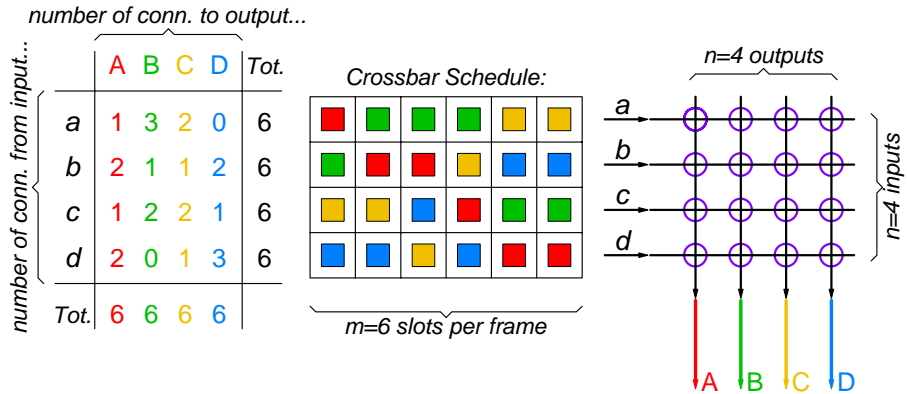 number of conn. to output...
number of conn. from input...
A B C D Tot.
a 1 3 2 0 6
b 2 1 1 2 6
c 1 2 2 1 6
d 2 0 1 3 6
Tot. 6 6 6 6
Crossbar Schedule:
m=6 slots per frame
n=4 outputs
a
b
c
d
n=4 inputs
A B C D